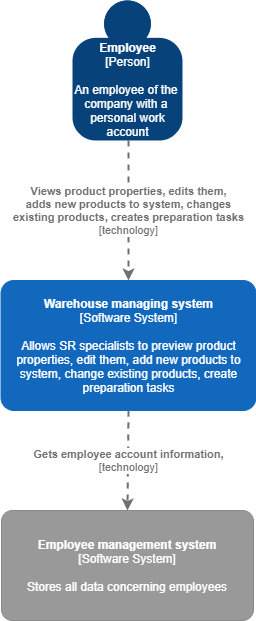 Employee
[Person]
An employee of the
company with a
personal work
account
Views product properties, edits them,
adds new products to system, changes
existing products, creates preparation tasks
[technology]
Warehouse managing system
[Software System]
Allows SR specialists to preview product
properties, edit them, add new products to
system, change existing products, create
preparation tasks
Gets employee account information,
[technology]
Employee management system
[Software System]
Stores all data concerning employees